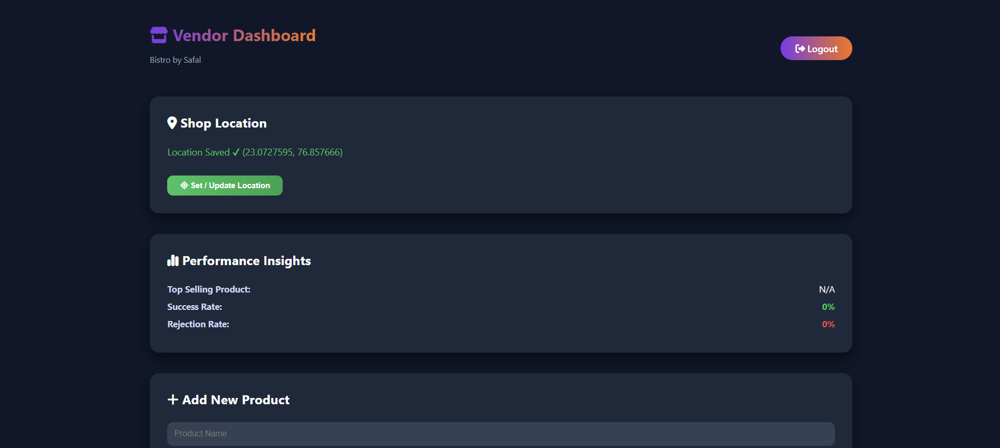 Vendor Dashboard
Bistro by Safal
Logout
Shop Location
Location Saved ✓ (23.0727595, 76.857666)
Set / Update Location
Performance Insights
Top Selling Product: N/A
Success Rate: 0%
Rejection Rate: 0%
Add New Product
Product Name